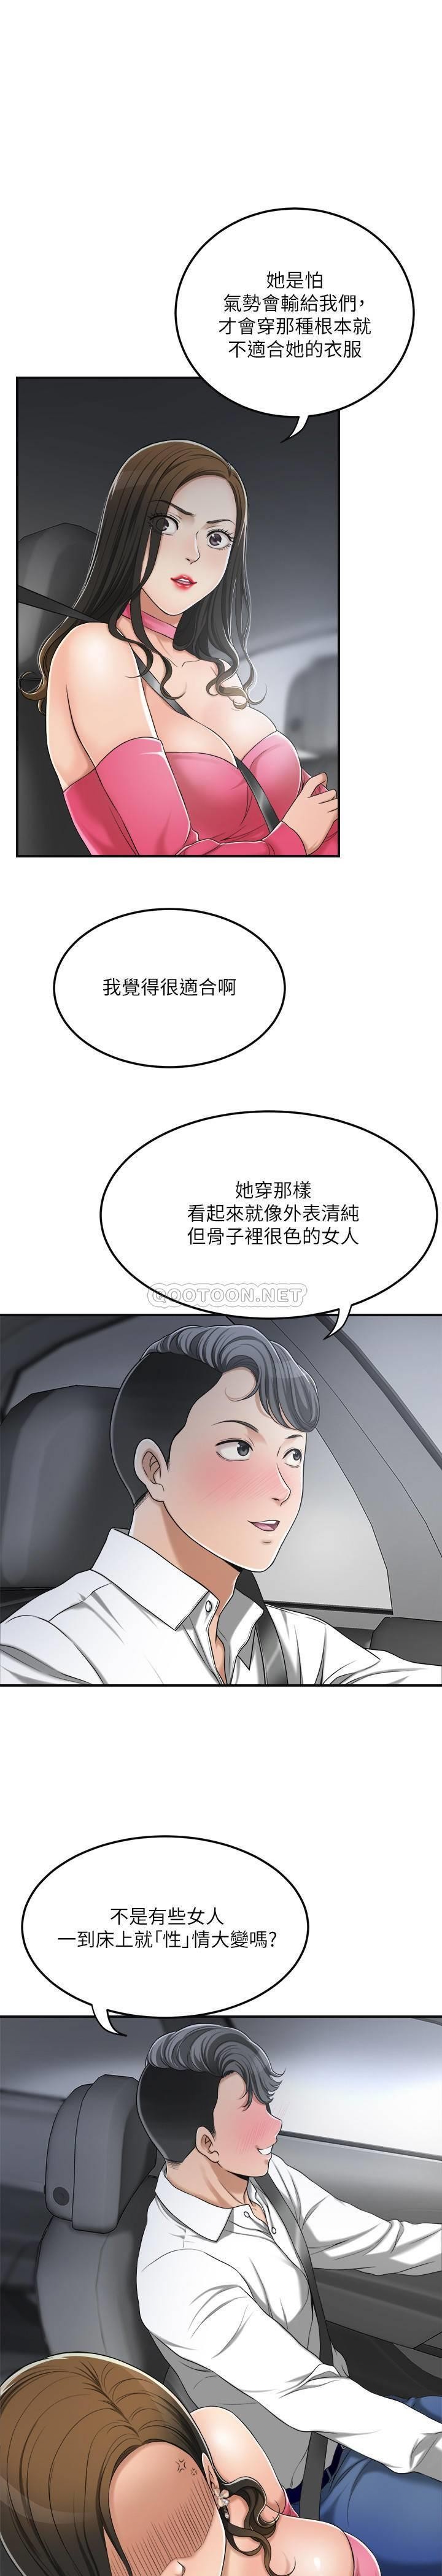 她是怕
氣勢會輸給我們,
才會穿那種根本就
不適合她的衣服
我覺得很適合啊
她穿那樣
看起來就像外表清純
但骨子裡很色的女人
GOOTOON.NET
不是有些女人
一到床上就「性」情大變嗎?